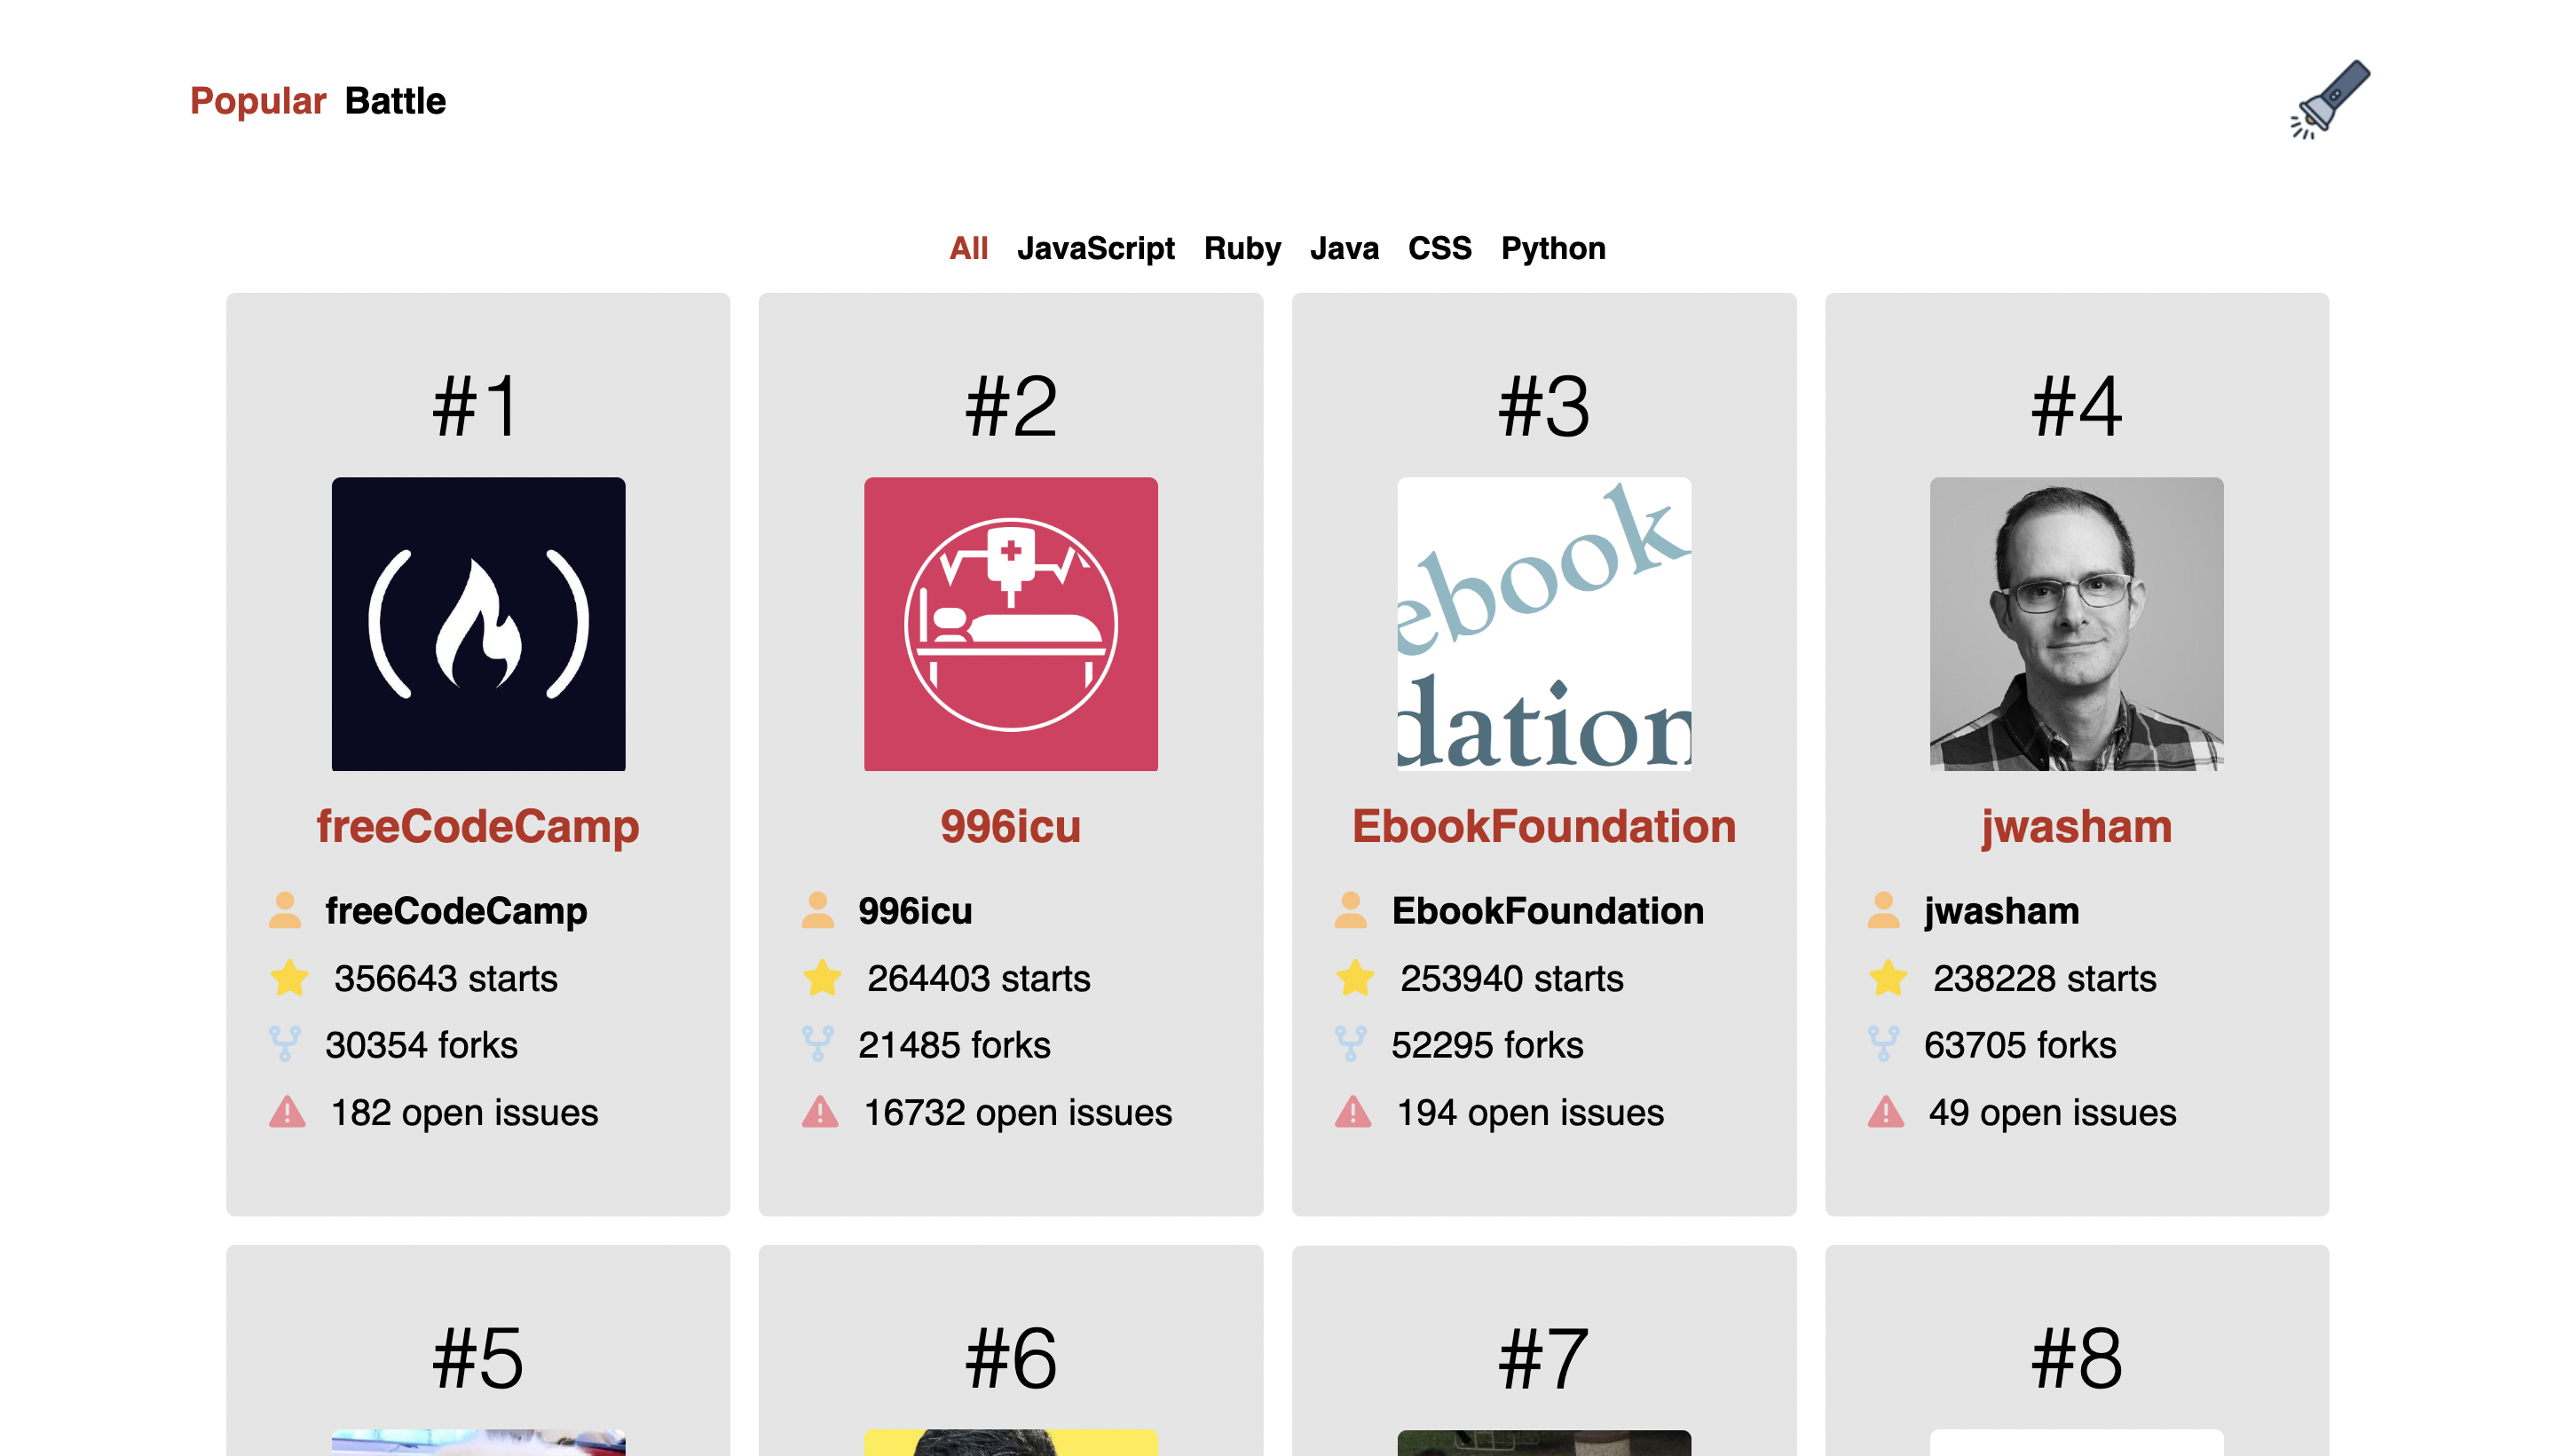 Popular Battle
All JavaScript Ruby Java CSS Python
#1
freeCodeCamp
freeCodeCamp
356643 starts
30354 forks
182 open issues
#2
996icu
996icu
264403 starts
21485 forks
16732 open issues
#3
ebook
dation
EbookFoundation
EbookFoundation
253940 starts
52295 forks
194 open issues
#4
jwasham
jwasham
238228 starts
63705 forks
49 open issues
#5
#6
#7
#8